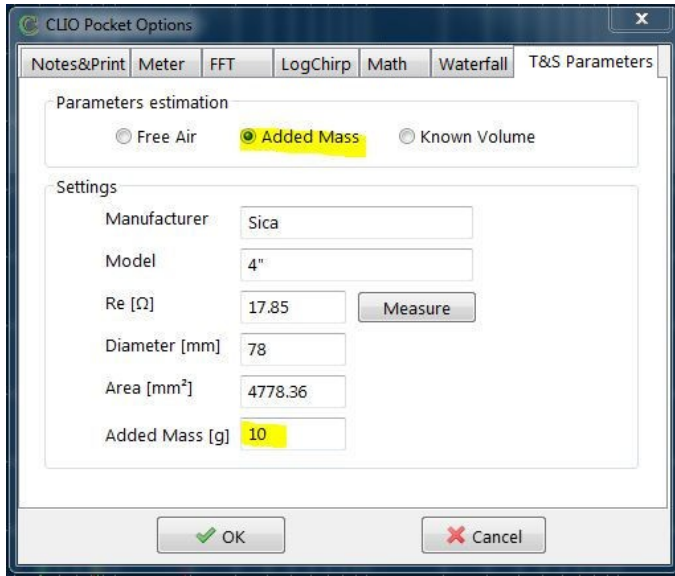 CLIO Pocket Options
Notes&Print Meter FFT LogChirp Math Waterfall T&S Parameters
Parameters estimation
Free Air Added Mass Known Volume
Settings
Manufacturer Sica
Model 4"
Re [Ω] 17.85 Measure
Diameter [mm] 78
Area [mm²] 4778.36
Added Mass [g] 10
OK Cancel